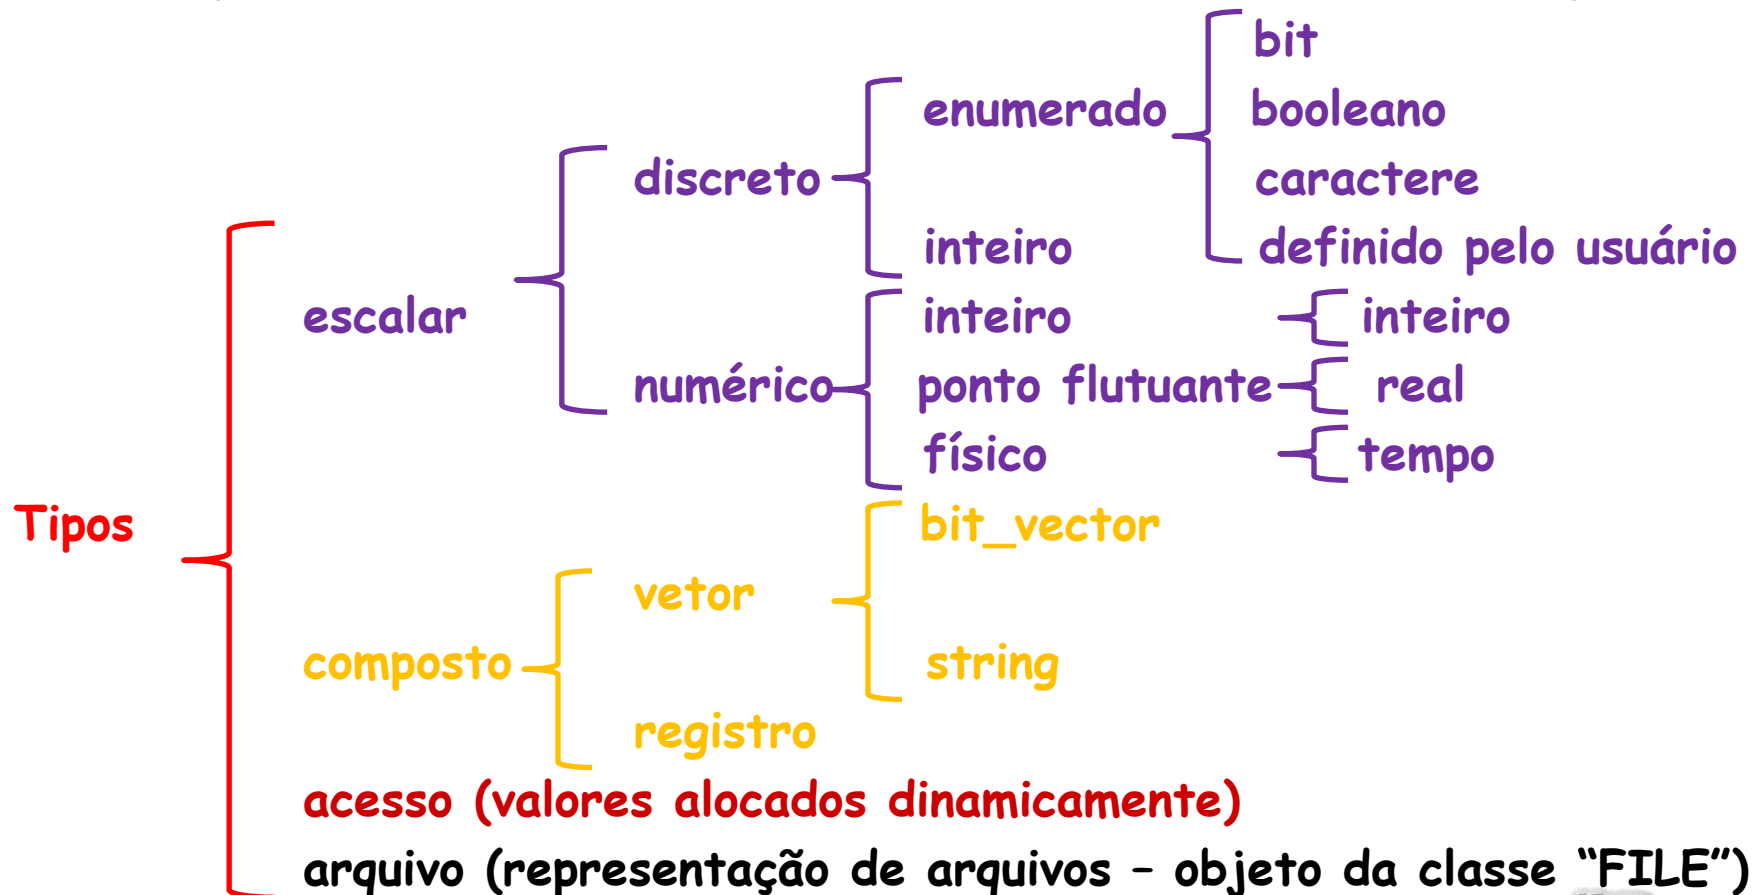 bit
enumerado booleano
discreto caractere
inteiro definido pelo usuário
escalar inteiro inteiro
numérico ponto flutuante real
físico tempo
Tipos bit_vector
vetor
composto string
registro
acesso (valores alocados dinamicamente)
arquivo (representação de arquivos – objeto da classe “FILE”)